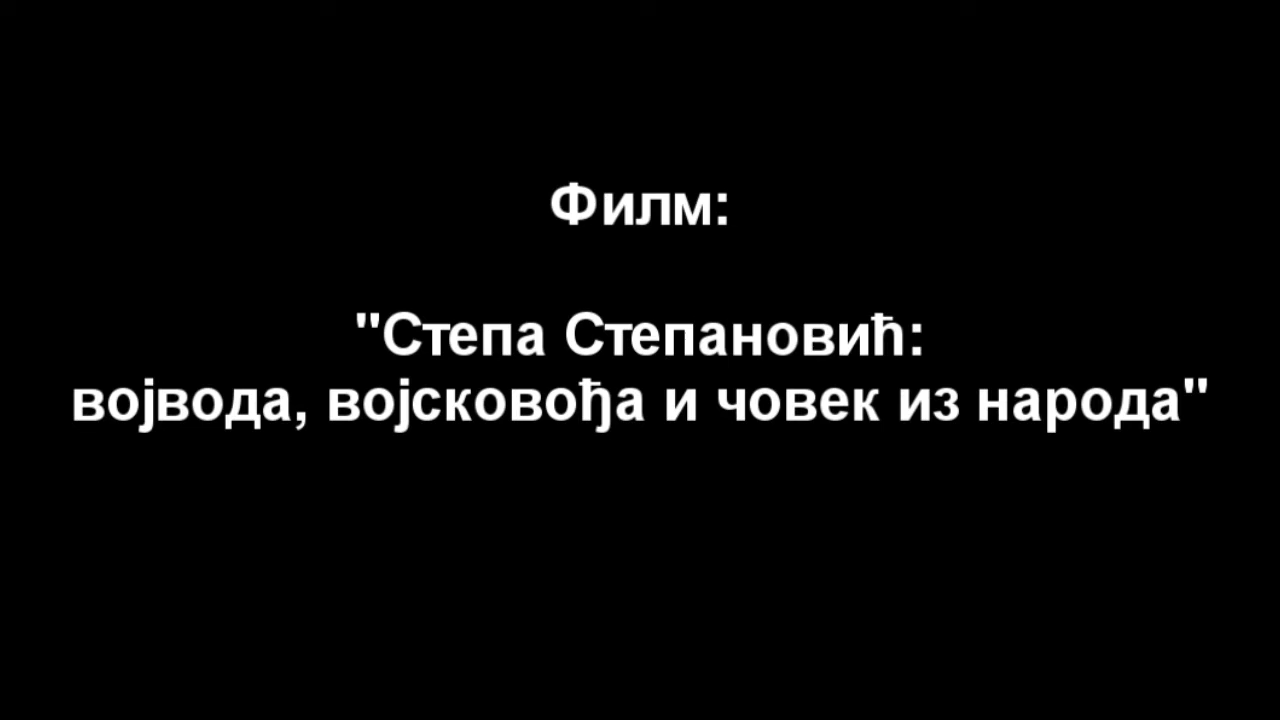 Филм:
"Степа Степановић:
војвода, војсковођа и човек из народа"